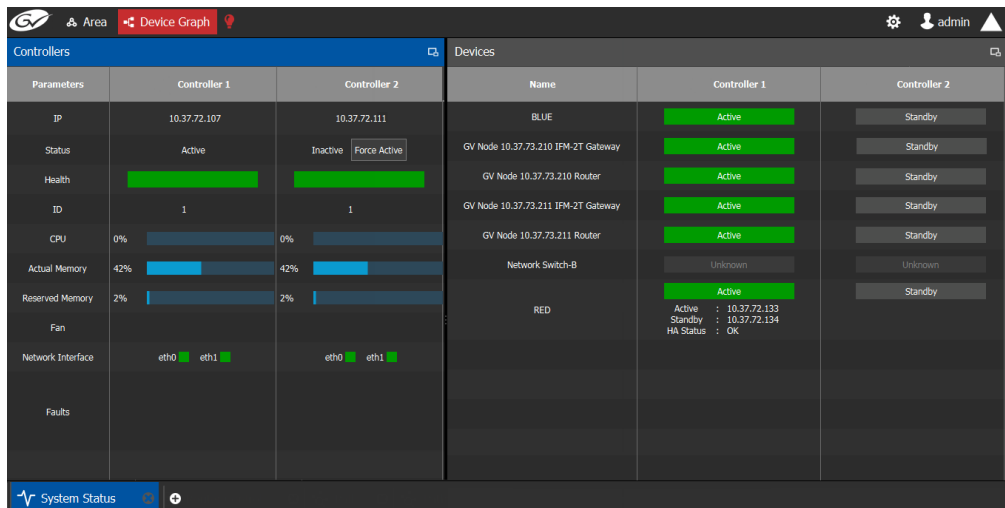 GV Area Device Graph admin
Controllers
Devices
Parameters Controller 1 Controller 2
Name Controller 1 Controller 2
IP 10.37.72.107 10.37.72.111
BLUE Active Standby
Status Active Inactive Force Active
GV Node 10.37.73.210 IFM-2T Gateway Active Standby
Health
GV Node 10.37.73.210 Router Active Standby
ID 1 1
GV Node 10.37.73.211 IFM-2T Gateway Active Standby
CPU 0% 0%
GV Node 10.37.73.211 Router Active Standby
Actual Memory 42% 42%
Network Switch-B Unknown Unknown
Reserved Memory 2% 2%
RED Active Standby
Active : 10.37.72.133
Standby : 10.37.72.134
HA Status : OK
Fan
Network Interface eth0 eth1 eth0 eth1
Faults
System Status